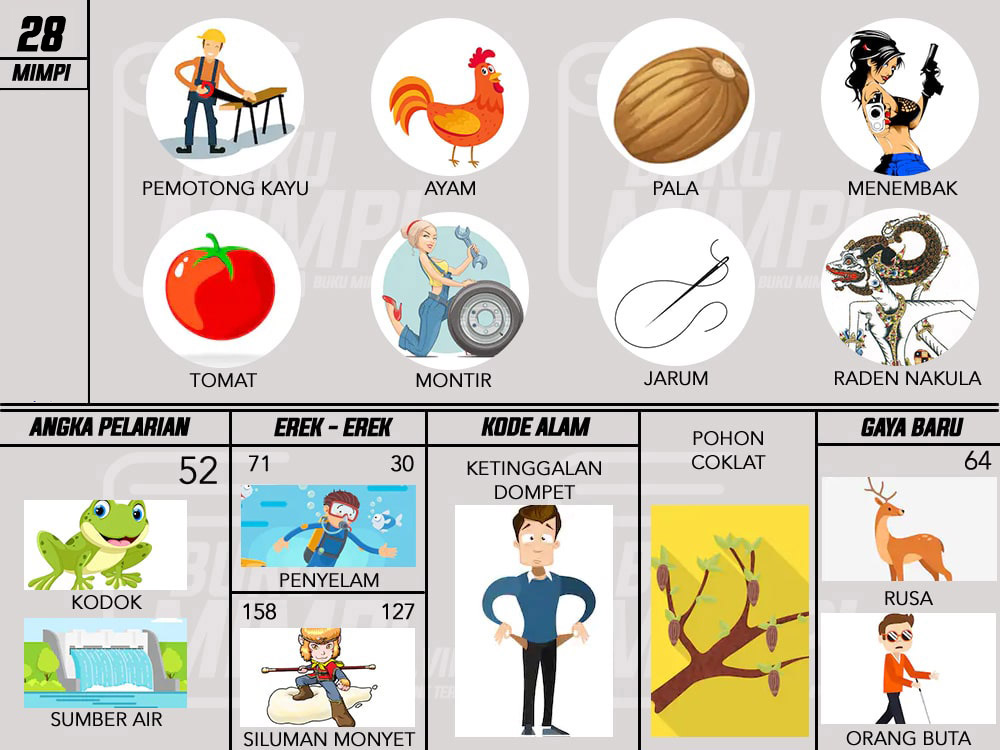 28
MIMPI
PEMOTONG KAYU
AYAM
PALA
MENEMBAK
TOMAT
MONTIR
JARUM
RADEN NAKULA
ANGKA PELARIAN
52
KODOK
SUMBER AIR
EREK - EREK
71 30
PENYELAM
158 127
SILUMAN MONYET
KODE ALAM
KETINGGALAN
DOMPET
POHON
COKLAT
GAYA BARU
64
RUSA
ORANG BUTA
BUKU
MIMPI